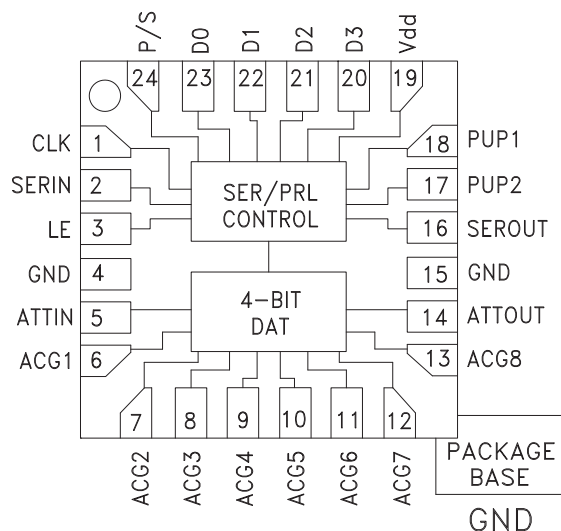 P/S D0 D1 D2 D3 Vdd
24 23 22 21 20 19
CLK 1 18 PUP1
SERIN 2 17 PUP2
LE 3 16 SEROUT
SER/PRL
CONTROL
GND 4 15 GND
ATTIN 5 14 ATTOUT
4-BIT
DAT
ACG1 6 13 ACG8
7 8 9 10 11 12
ACG2 ACG3 ACG4 ACG5 ACG6 ACG7
PACKAGE
BASE
GND